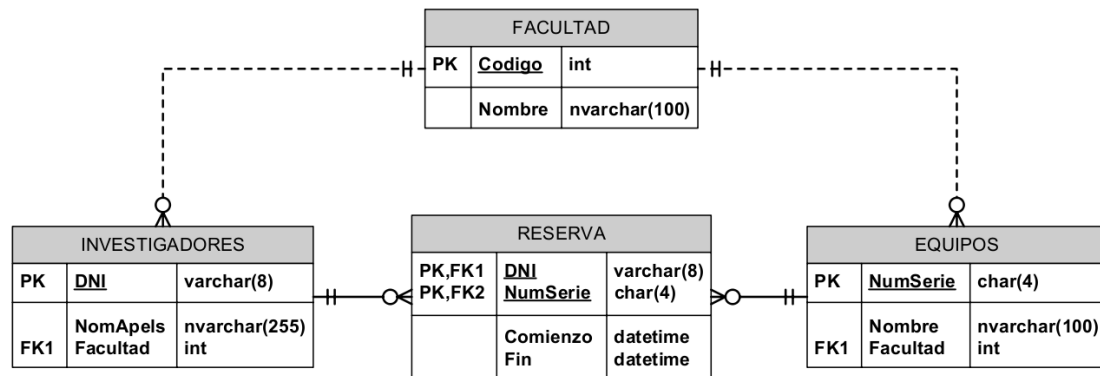 FACULTAD
PK Codigo int
Nombre nvarchar(100)
INVESTIGADORES
PK DNI varchar(8)
NomApels nvarchar(255)
FK1 Facultad int
RESERVA
PK,FK1 DNI varchar(8)
PK,FK2 NumSerie char(4)
Comienzo datetime
Fin datetime
EQUIPOS
PK NumSerie char(4)
Nombre nvarchar(100)
FK1 Facultad int